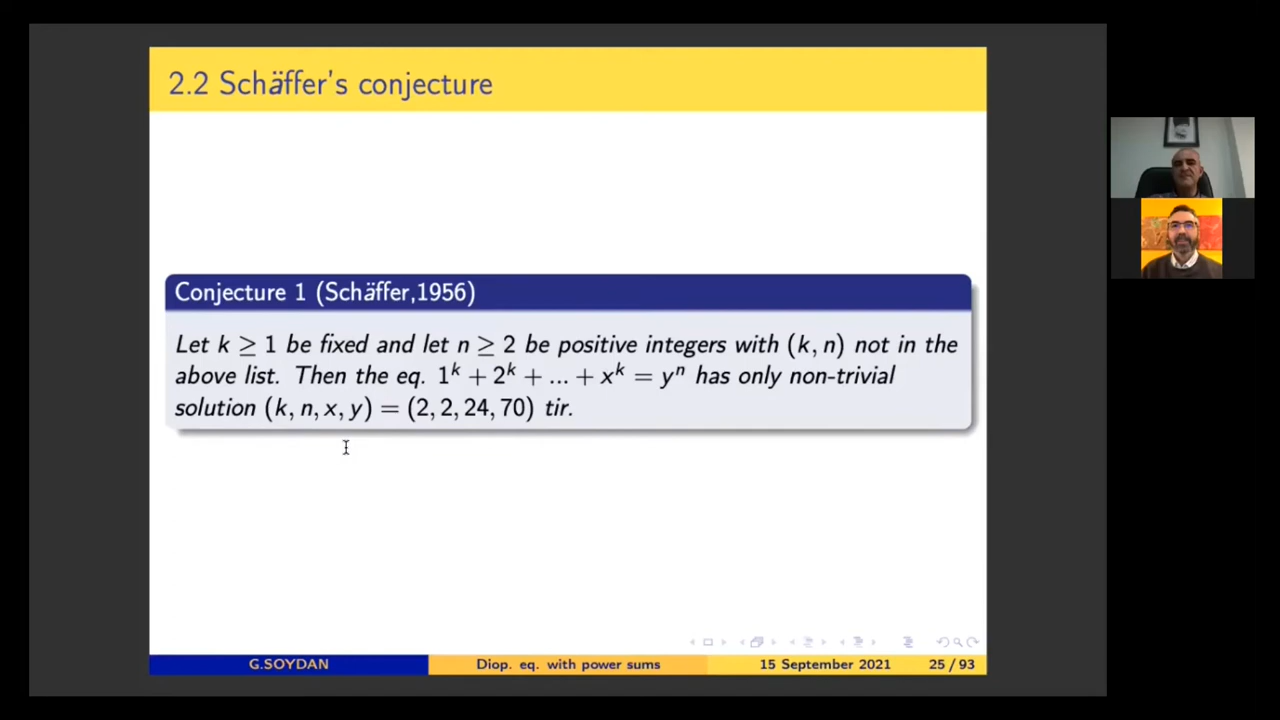 2.2 Schäffer's conjecture
Conjecture 1 (Schäffer,1956)
Let k ≥ 1 be fixed and let n ≥ 2 be positive integers with (k, n) not in the
above list. Then the eq. 1^k + 2^k + ... + x^k = y^n has only non-trivial
solution (k, n, x, y) = (2, 2, 24, 70) tir.
G.SOYDAN
Diop. eq. with power sums
15 September 2021
25 / 93